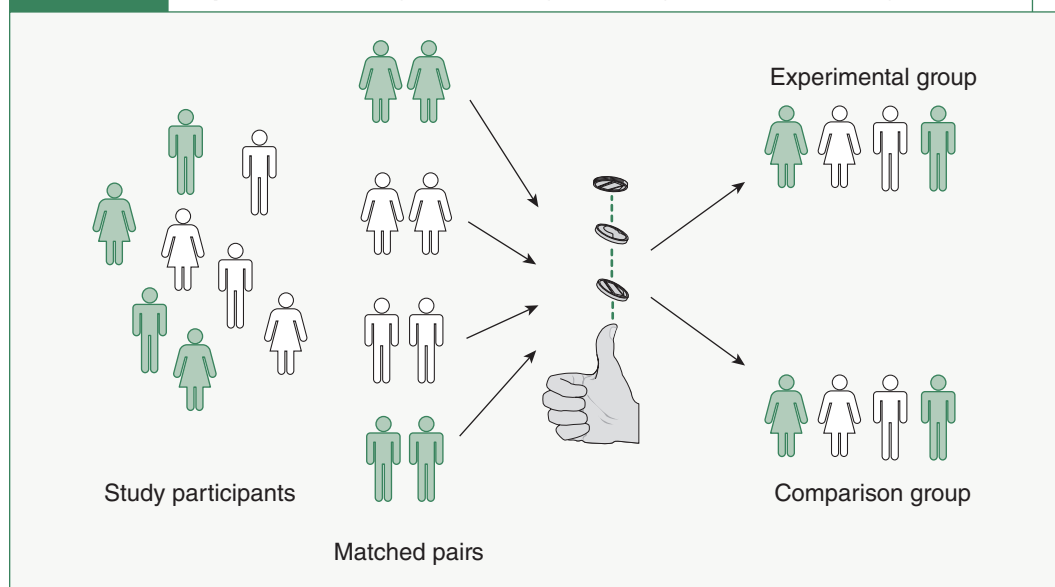 Experimental group
Study participants
Comparison group
Matched pairs